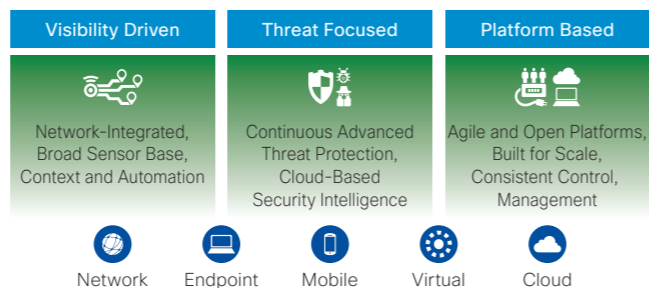 Visibility Driven
Network-Integrated,
Broad Sensor Base,
Context and Automation
Threat Focused
Continuous Advanced
Threat Protection,
Cloud-Based
Security Intelligence
Platform Based
Agile and Open Platforms,
Built for Scale,
Consistent Control,
Management
Network
Endpoint
Mobile
Virtual
Cloud